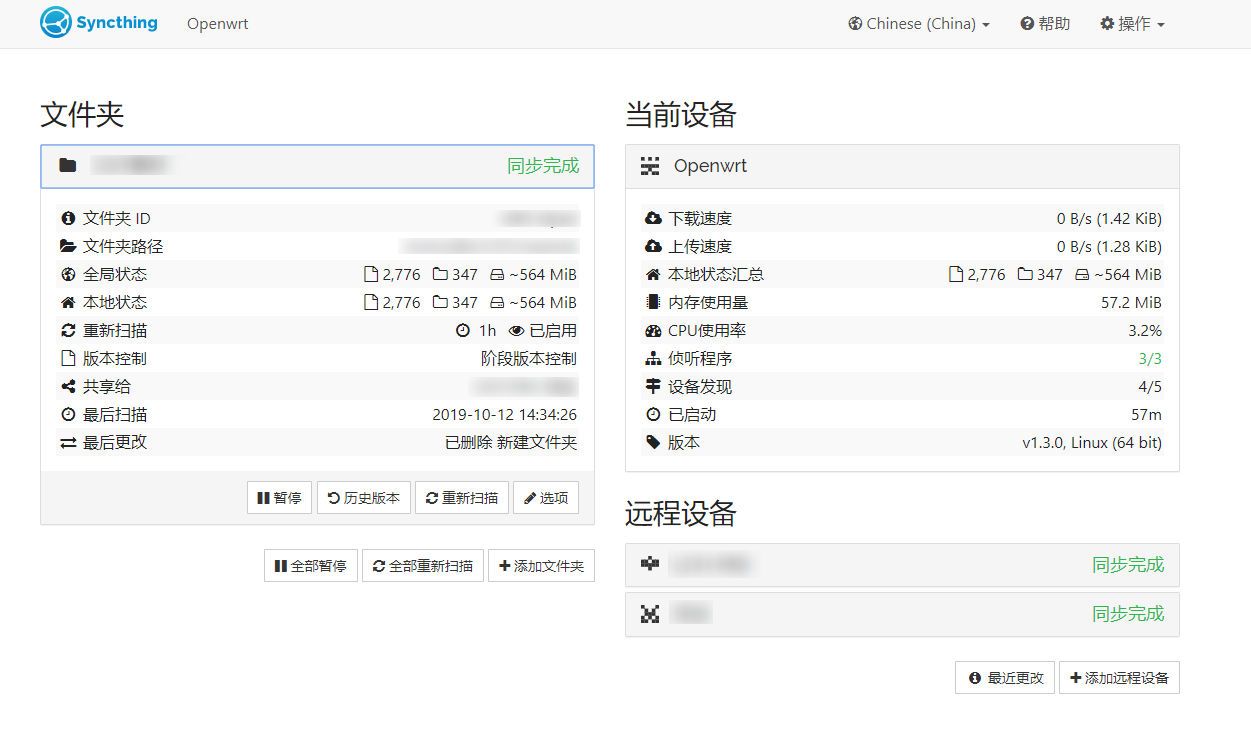 Syncthing Openwrt Chinese (China) 帮助 操作
文件夹
同步完成
文件夹 ID
文件夹路径
全局状态 2,776 347 ~564 MiB
本地状态 2,776 347 ~564 MiB
重新扫描 1h 已启用
版本控制 阶段版本控制
共享给
最后扫描 2019-10-12 14:34:26
最后更改 已删除 新建文件夹
暂停 历史版本 重新扫描 选项
全部暂停 全部重新扫描 添加文件夹
当前设备
Openwrt
下载速度 0 B/s (1.42 KiB)
上传速度 0 B/s (1.28 KiB)
本地状态汇总 2,776 347 ~564 MiB
内存使用量 57.2 MiB
CPU使用率 3.2%
侦听程序 3/3
设备发现 4/5
已启动 57m
版本 v1.3.0, Linux (64 bit)
远程设备
同步完成
同步完成
最近更改 添加远程设备